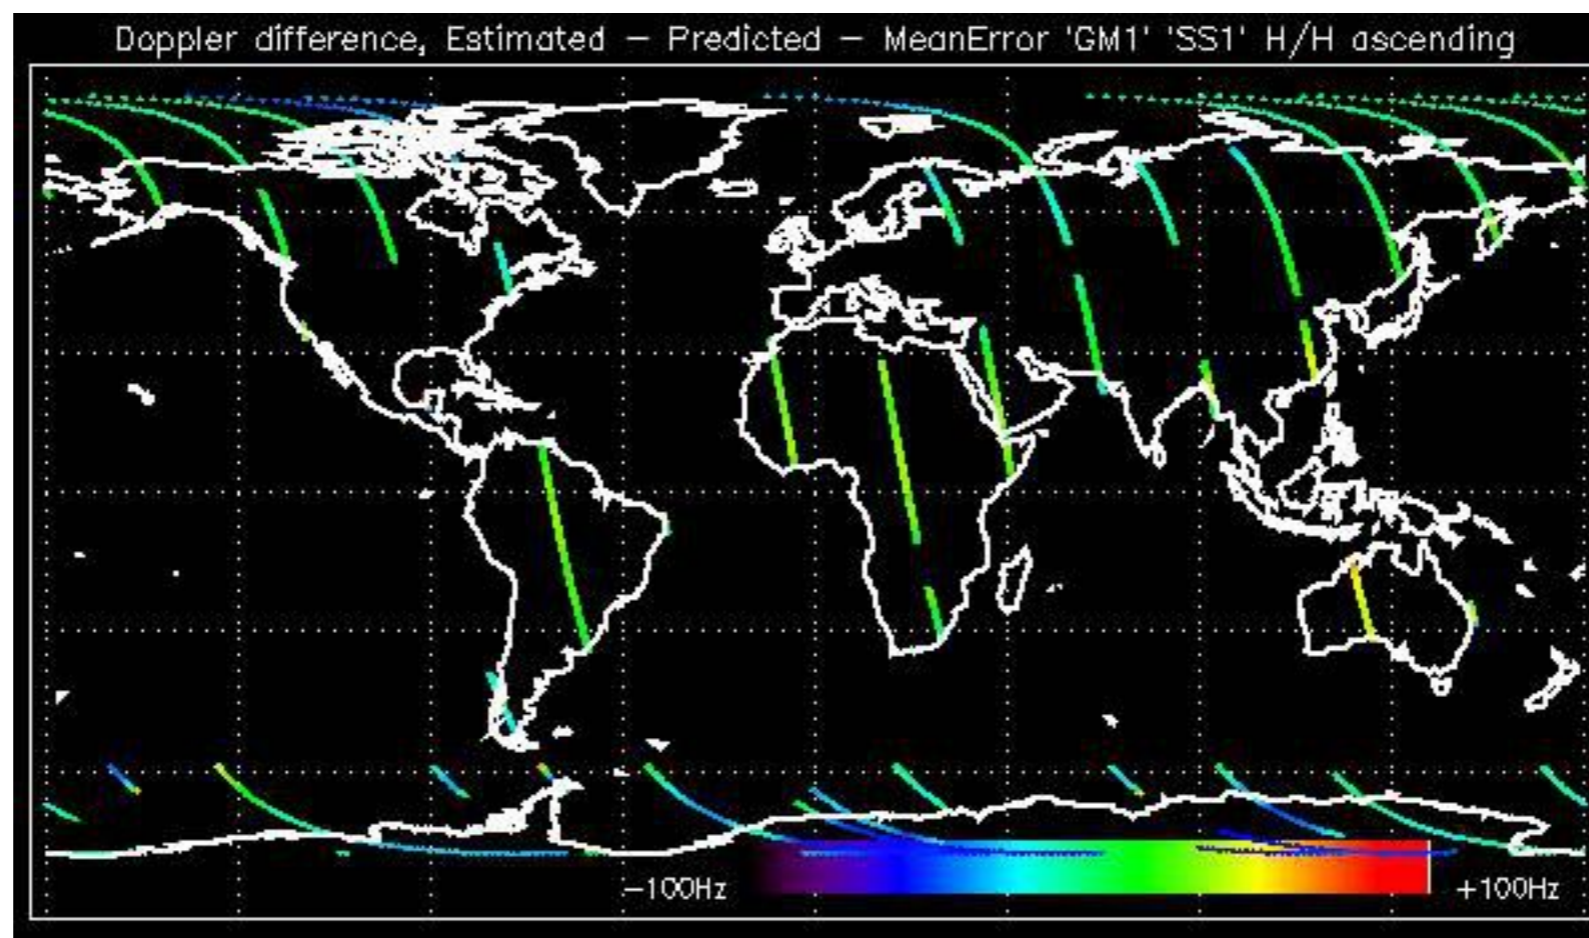 Doppler difference, Estimated – Predicted – MeanError 'GM1' 'SS1' H/H ascending
–100Hz +100Hz